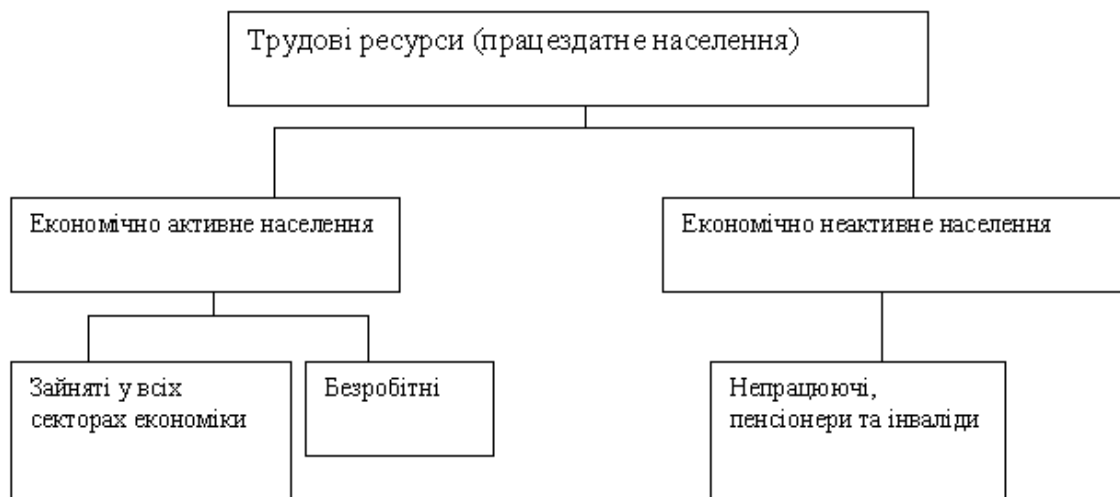 Трудові ресурси (працездатне населення)
Економічно активне населення
Економічно неактивне населення
Зайняті у всіх
секторах економіки
Безробітні
Непрацюючі,
пенсіонери та інваліди